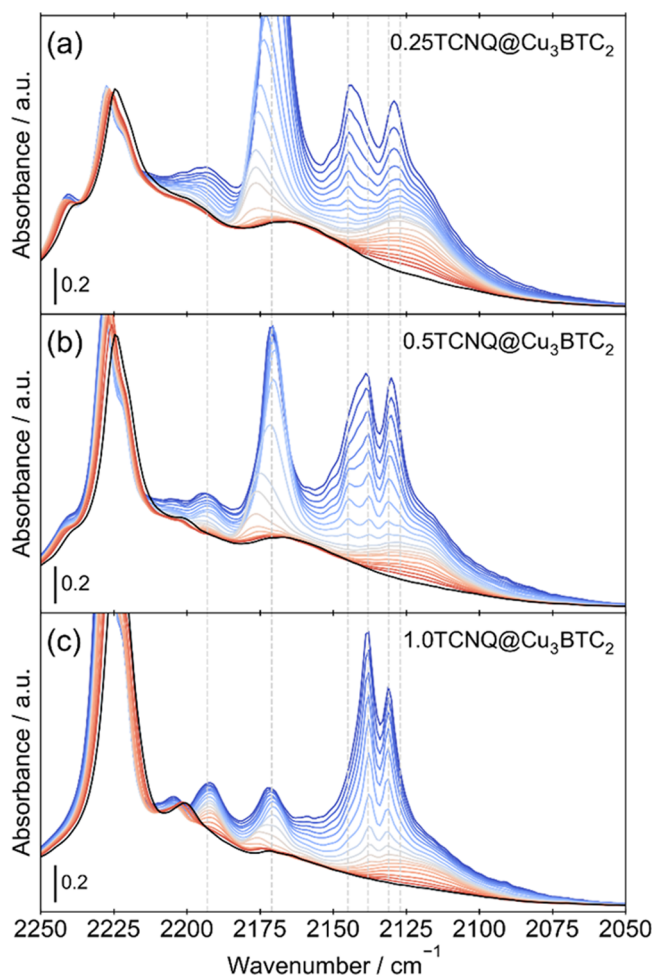 (a)
0.25TCNQ@Cu₃BTC₂
Absorbance / a.u.
0.2
(b)
0.5TCNQ@Cu₃BTC₂
Absorbance / a.u.
0.2
(c)
1.0TCNQ@Cu₃BTC₂
Absorbance / a.u.
0.2
2250 2225 2200 2175 2150 2125 2100 2075 2050
Wavenumber / cm⁻¹